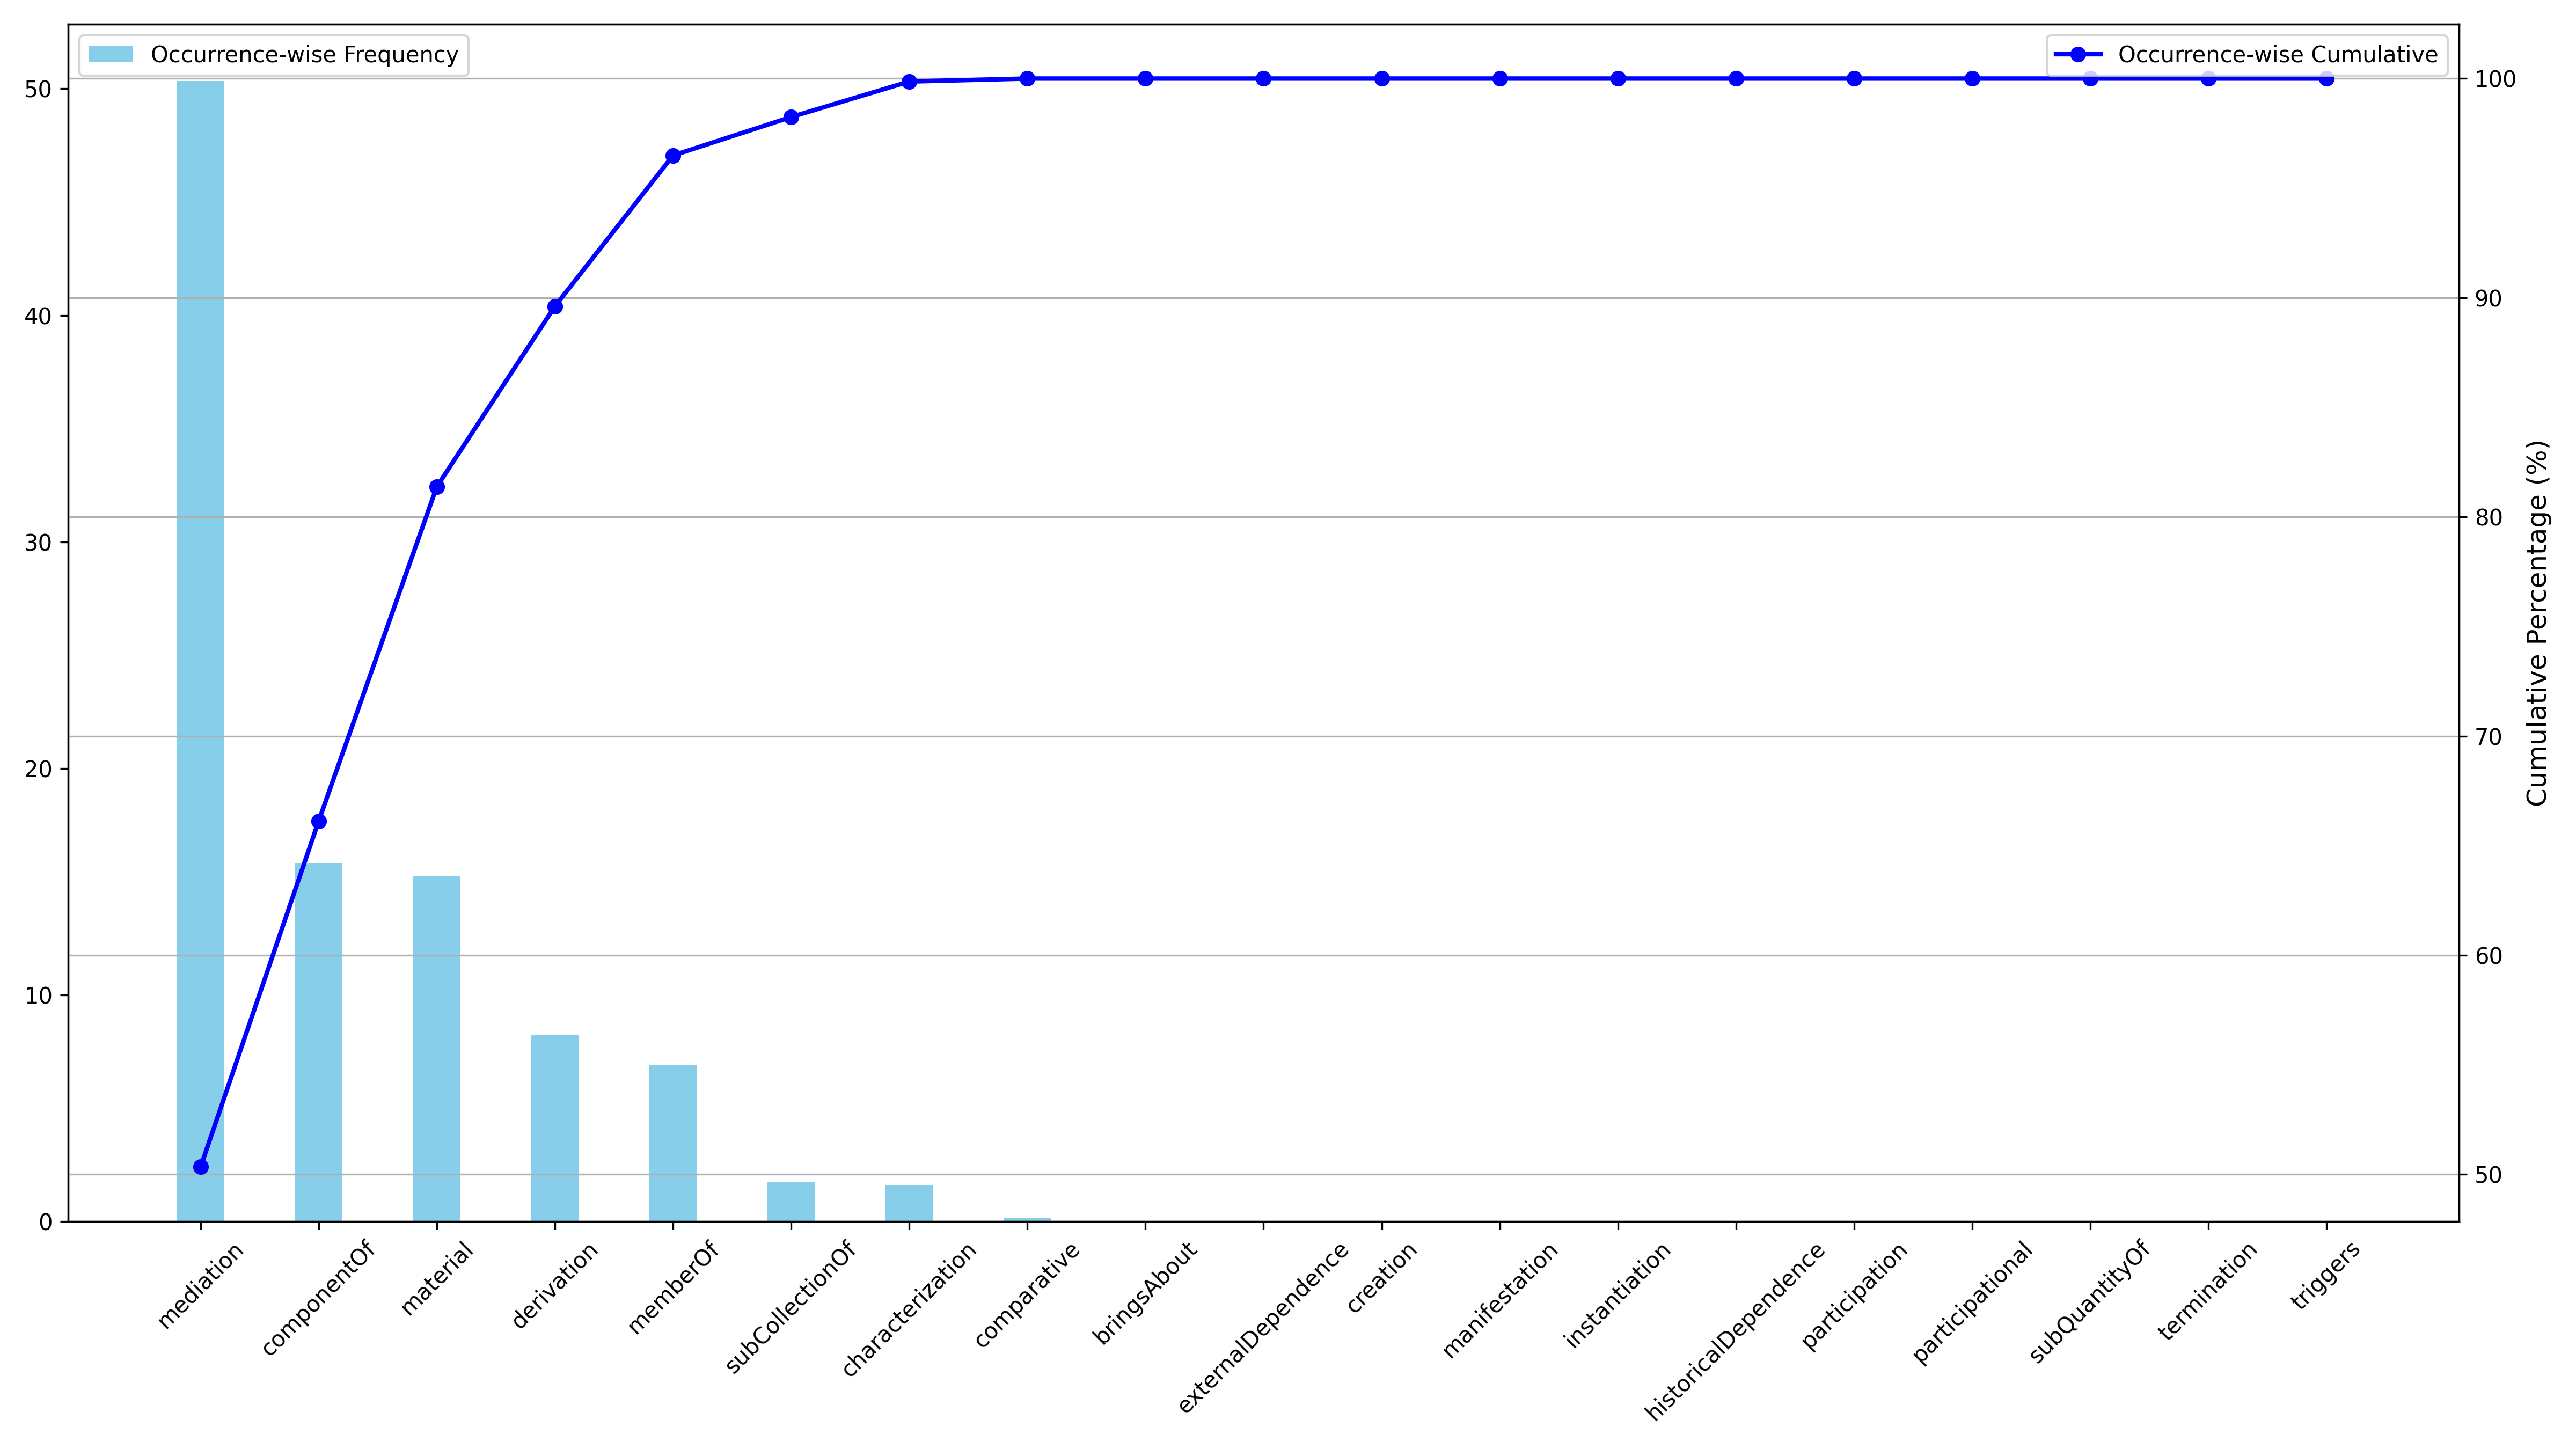 Occurrence-wise Frequency
Occurrence-wise Cumulative
50
40
30
20
10
0
100
90
80
70
60
50
Cumulative Percentage (%)
mediation
componentOf
material
derivation
memberOf
subCollectionOf
characterization
comparative
bringsAbout
externalDependence
creation
manifestation
instantiation
historicalDependence
participation
participational
subQuantityOf
termination
triggers